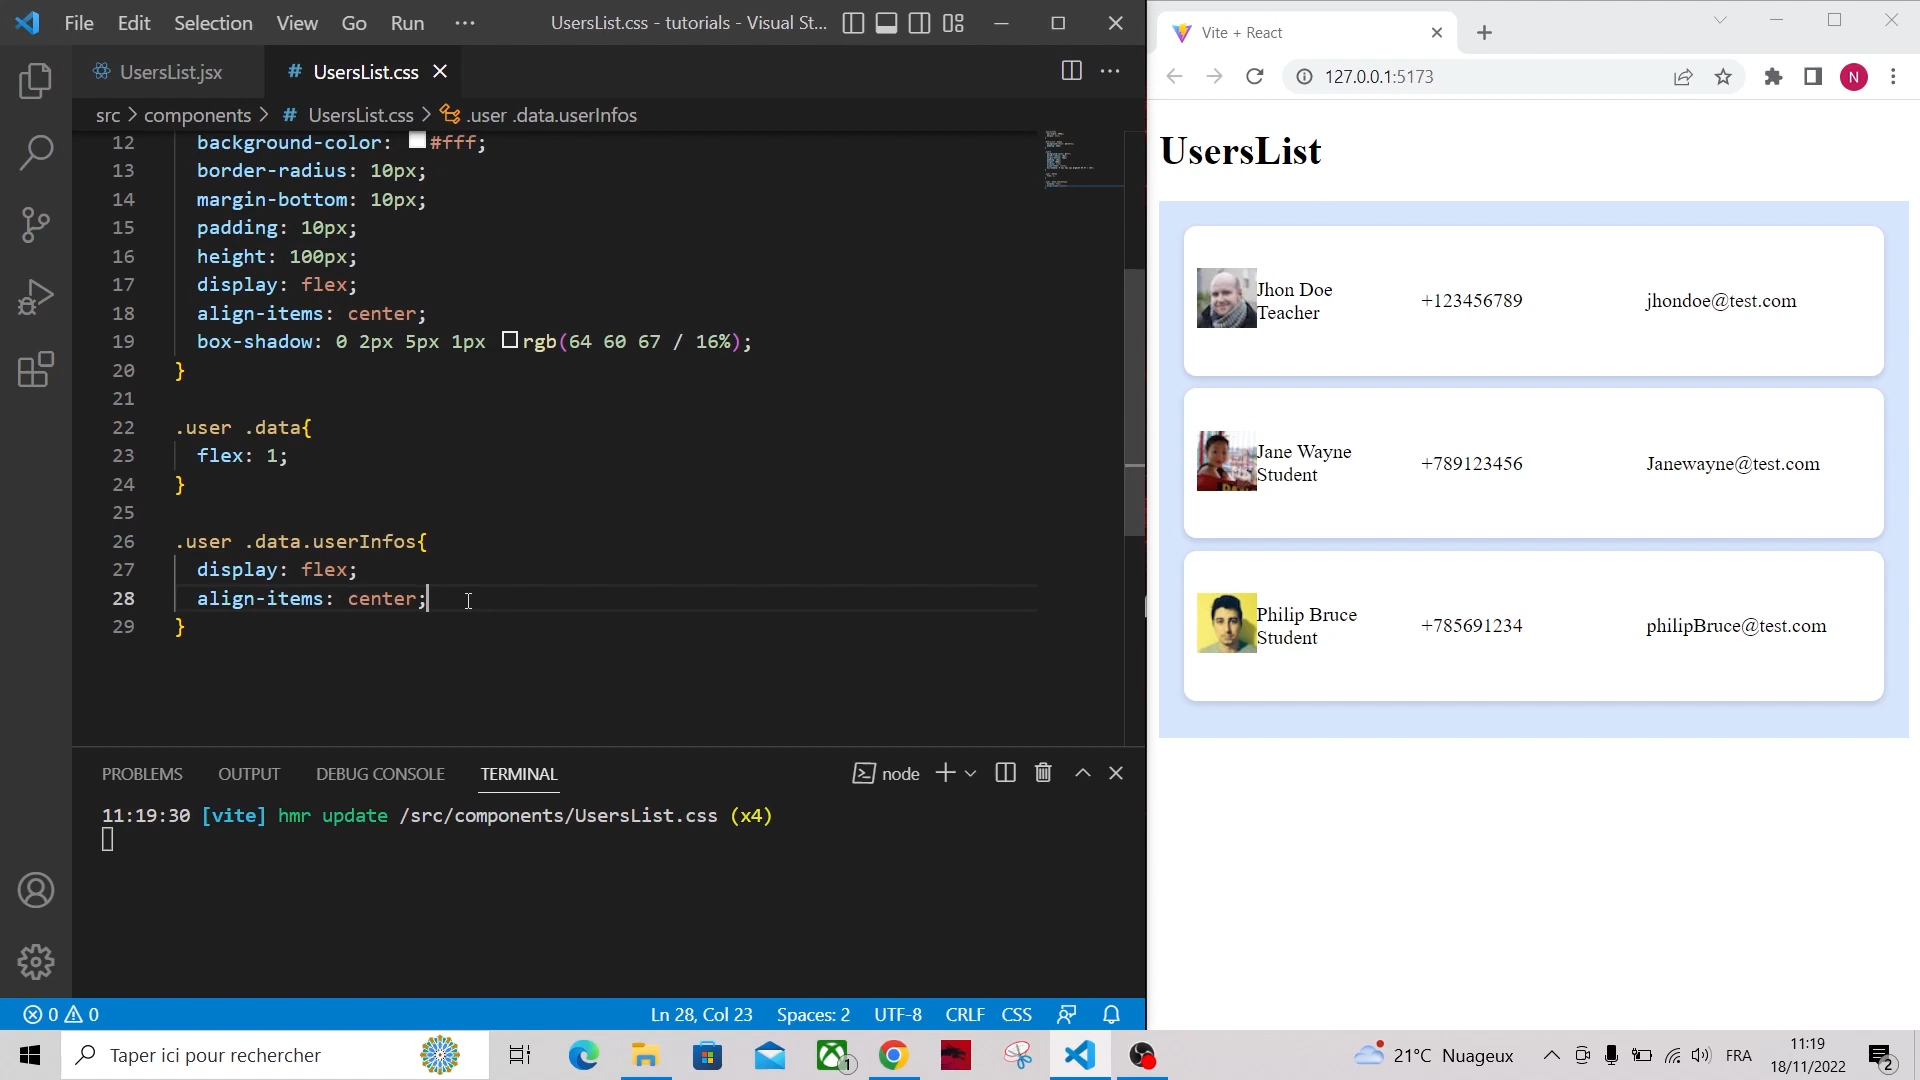 File Edit Selection View Go Run ··· UsersList.css - tutorials - Visual St...
UsersList.jsx # UsersList.css
src > components > # UsersList.css > .user .data.userInfos
12 background-color: #fff;
13 border-radius: 10px;
14 margin-bottom: 10px;
15 padding: 10px;
16 height: 100px;
17 display: flex;
18 align-items: center;
19 box-shadow: 0 2px 5px 1px rgb(64 60 67 / 16%);
20 }
21
22 .user .data{
23 flex: 1;
24 }
25
26 .user .data.userInfos{
27 display: flex;
28 align-items: center;
29 }
PROBLEMS OUTPUT DEBUG CONSOLE TERMINAL node
11:19:30 [vite] hmr update /src/components/UsersList.css (x4)
0 0 Ln 28, Col 23 Spaces: 2 UTF-8 CRLF CSS
Vite + React
127.0.0.1:5173 N
UsersList
Jhon Doe
Teacher
+123456789
jhondoe@test.com
Jane Wayne
Student
+789123456
Janewayne@test.com
Philip Bruce
Student
+785691234
philipBruce@test.com
Taper ici pour rechercher 1 21°C Nuageux FRA 11:19
18/11/2022 2